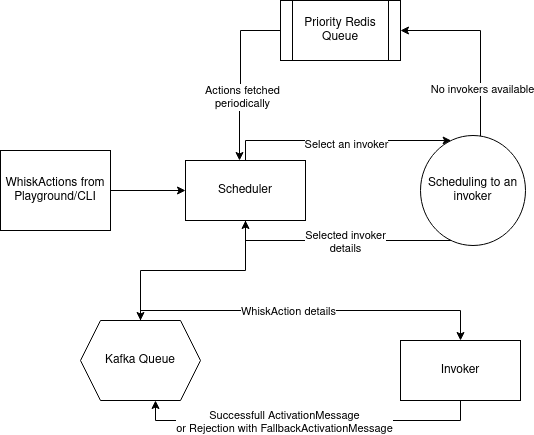 Priority Redis
Queue
Actions fetched
periodically
No invokers available
Select an invoker
WhiskActions from
Playground/CLI
Scheduler
Scheduling to an
invoker
Selected invoker
details
WhiskAction details
Kafka Queue
Invoker
Successfull ActivationMessage
or Rejection with FallbackActivationMessage